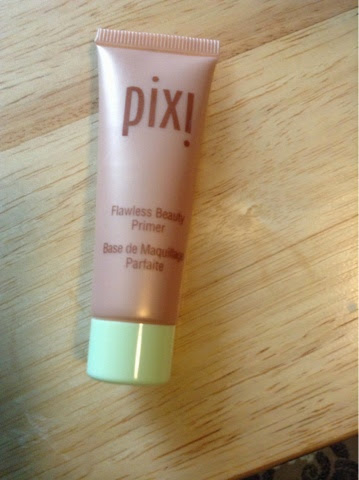 pixi
Flawless Beauty
Primer
Base de Maquillage
Parfaite